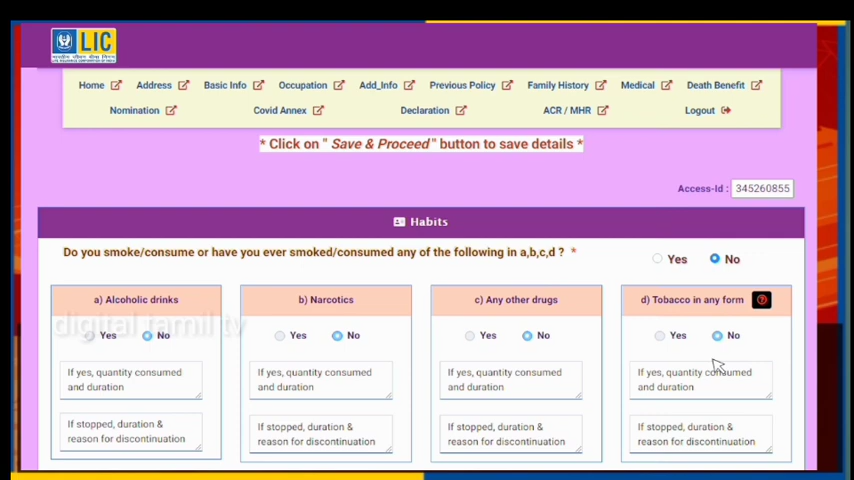 LIC
Home Address Basic Info Occupation Add_Info Previous Policy Family History Medical Death Benefit
Nomination Covid Annex Declaration ACR / MHR Logout
* Click on " Save & Proceed " button to save details *
Access-Id : 345260855
Habits
Do you smoke/consume or have you ever smoked/consumed any of the following in a,b,c,d ? * Yes No
a) Alcoholic drinks b) Narcotics c) Any other drugs d) Tobacco in any form ?
digital tamil tv
Yes No Yes No Yes No Yes No
If yes, quantity consumed If yes, quantity consumed If yes, quantity consumed If yes, quantity consumed
and duration and duration and duration and duration
If stopped, duration & If stopped, duration & If stopped, duration & If stopped, duration &
reason for discontinuation reason for discontinuation reason for discontinuation reason for discontinuation